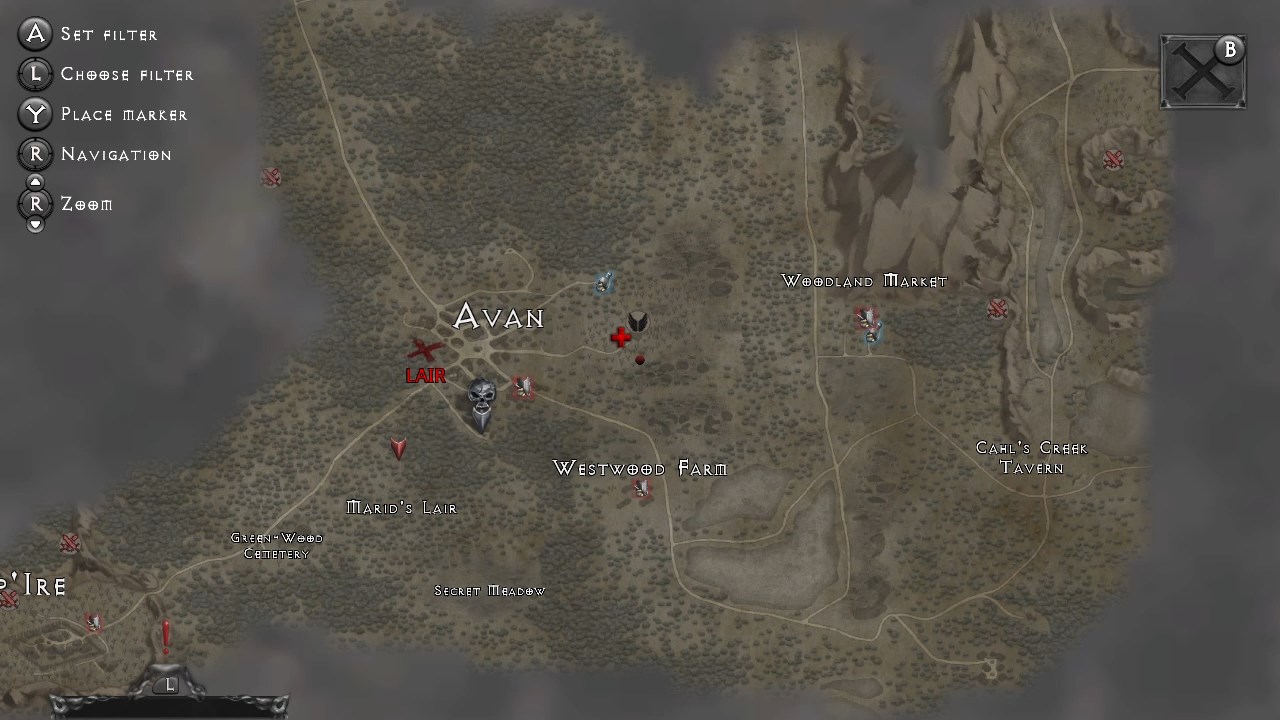 A Set filter
L Choose filter
Y Place marker
R Navigation
R Zoom
B
Woodland Market
Avan
LAIR
Cahl's Creek
Tavern
Westwood Farm
Marid's Lair
Green-Wood
Cemetery
'Ire
Secret Meadow
!
L